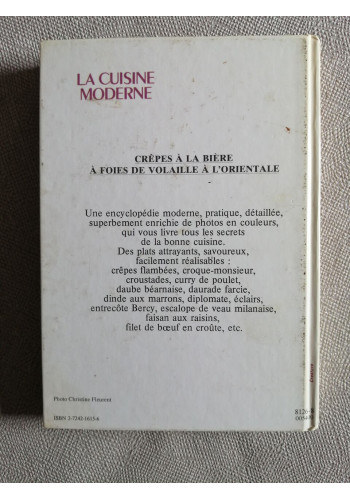 LA CUISINE
MODERNE
CRÊPES À LA BIÈRE
À FOIES DE VOLAILLE À L'ORIENTALE
Une encyclopédie moderne, pratique, détaillée,
superbement enrichie de photos en couleurs,
qui vous livre tous les secrets
de la bonne cuisine.
Des plats attrayants, savoureux,
facilement réalisables :
crêpes flambées, croque-monsieur,
croustades, curry de poulet,
daube béarnaise, daurade farcie,
dinde aux marrons, diplomate, éclairs,
entrecôte Bercy, escalope de veau milanaise,
faisan aux raisins,
filet de bœuf en croûte, etc.
Photo Christine Fleurent